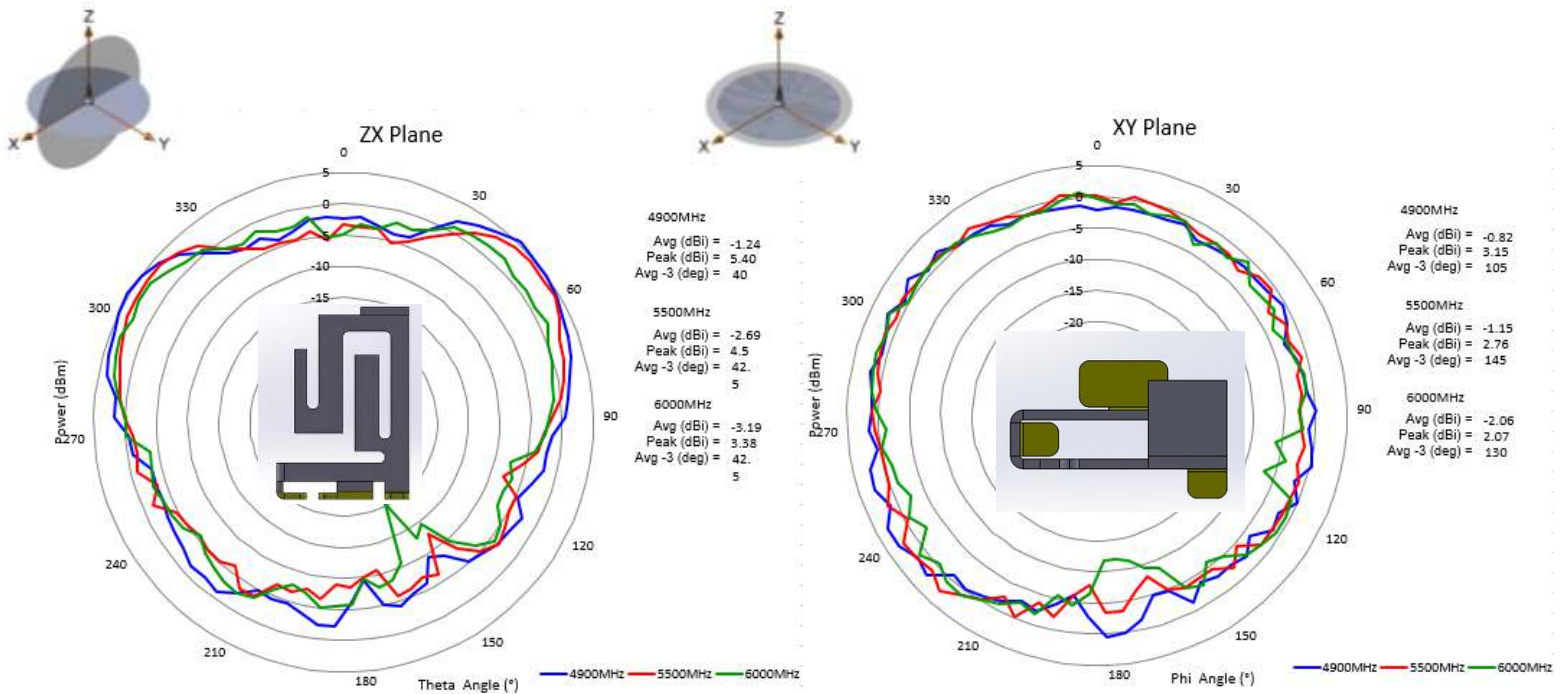 Z
X
Y
ZX Plane
0
5
0
-5
-10
-15
30
60
90
120
150
180
210
240
270
300
330
Power (dBm)
Theta Angle (°)
4900MHz 5500MHz 6000MHz
4900MHz
Avg (dBi) = -1.24
Peak (dBi) = 5.40
Avg -3 (deg) = 40
5500MHz
Avg (dBi) = -2.69
Peak (dBi) = 4.5
Avg -3 (deg) = 42.
5
6000MHz
Avg (dBi) = -3.19
Peak (dBi) = 3.38
Avg -3 (deg) = 42.
5
Z
X
Y
XY Plane
0
5
0
-5
-10
-15
-20
30
60
90
120
150
180
210
240
270
300
330
Power (dBm)
Phi Angle (°)
4900MHz 5500MHz 6000MHz
4900MHz
Avg (dBi) = -0.82
Peak (dBi) = 3.15
Avg -3 (deg) = 105
5500MHz
Avg (dBi) = -1.15
Peak (dBi) = 2.76
Avg -3 (deg) = 145
6000MHz
Avg (dBi) = -2.06
Peak (dBi) = 2.07
Avg -3 (deg) = 130